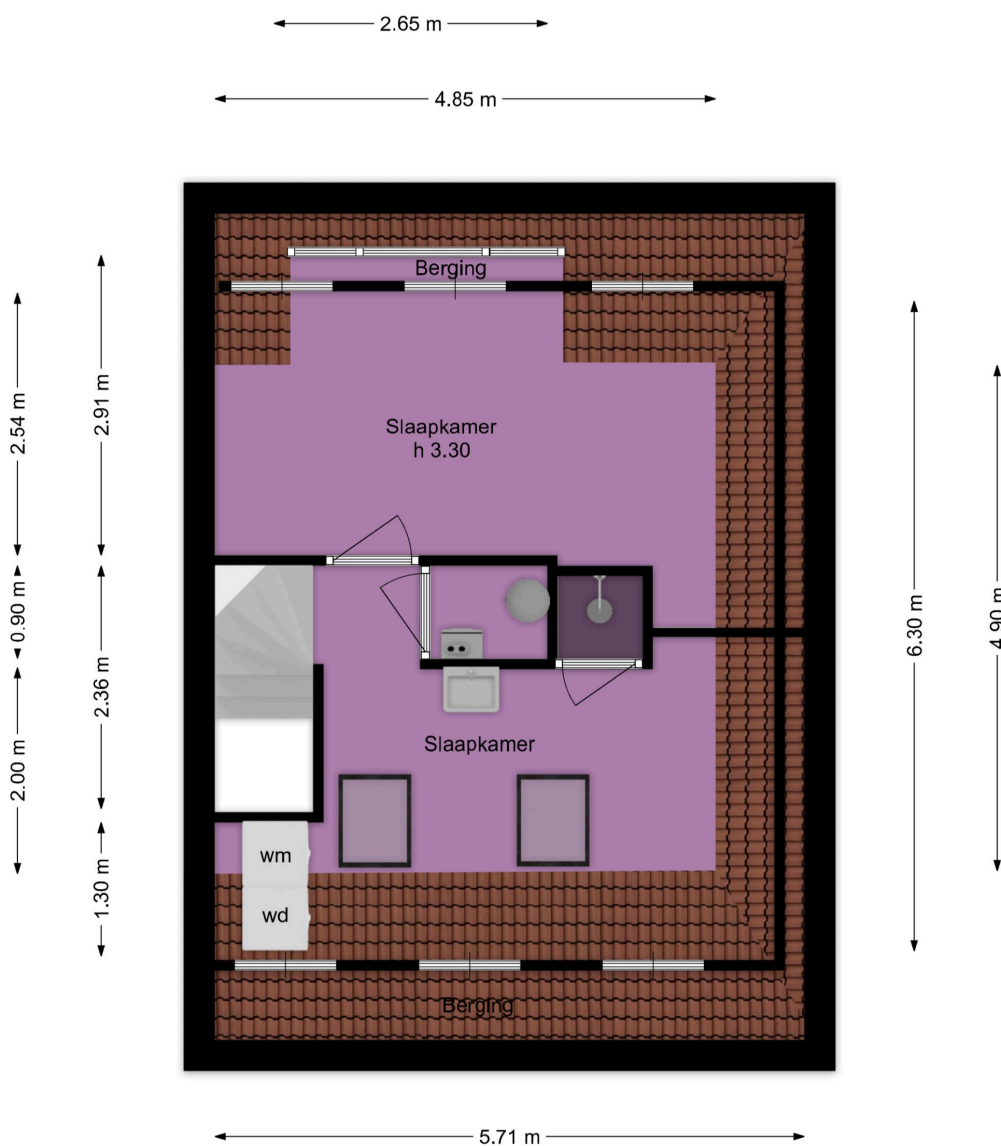 2.65 m
4.85 m
Berging
2.54 m
2.91 m
Slaapkamer
h 3.30
0.90 m
2.36 m
6.30 m
4.90 m
2.00 m
Slaapkamer
1.30 m
wm
wd
Berging
5.71 m